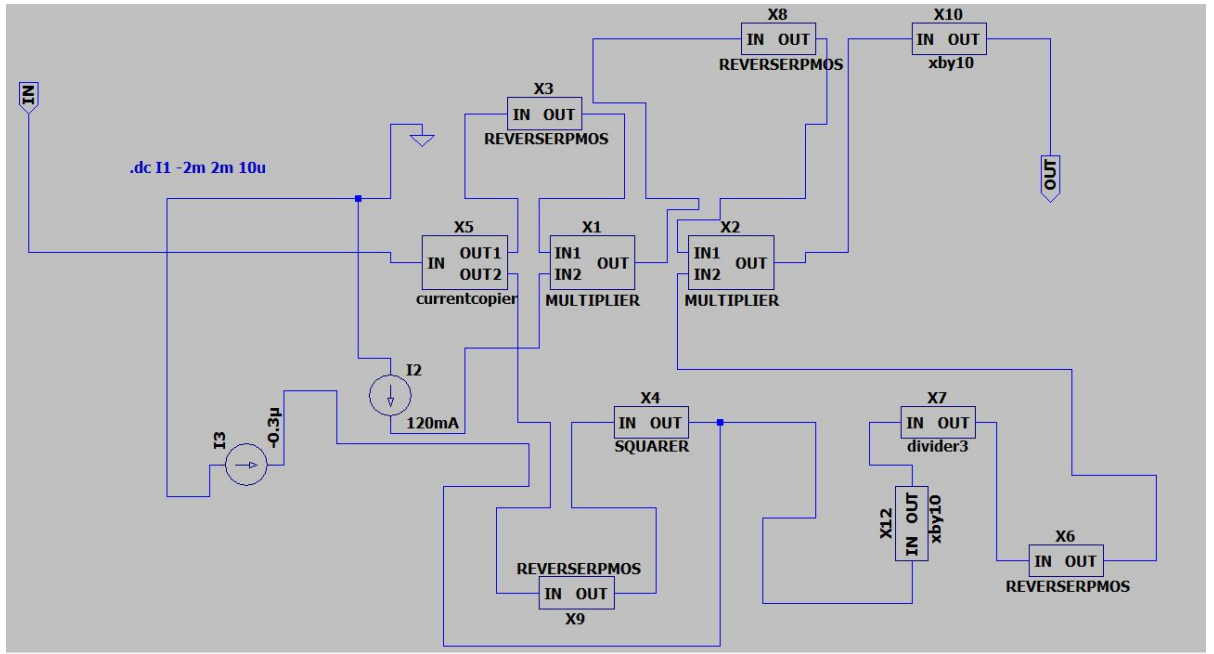 X8
IN OUT
REVERSERPMOS
X10
IN OUT
xby10
IN
X3
IN OUT
REVERSERPMOS
.dc I1 -2m 2m 10u
OUT
X5
IN
OUT1
OUT2
currentcopier
X1
IN1
IN2
OUT
MULTIPLIER
X2
IN1
IN2
OUT
MULTIPLIER
I2
120mA
I3
-0.3µ
X4
IN OUT
SQUARER
X7
IN OUT
divider3
X12
IN OUT
xby10
X6
IN OUT
REVERSERPMOS
REVERSERPMOS
IN OUT
X9